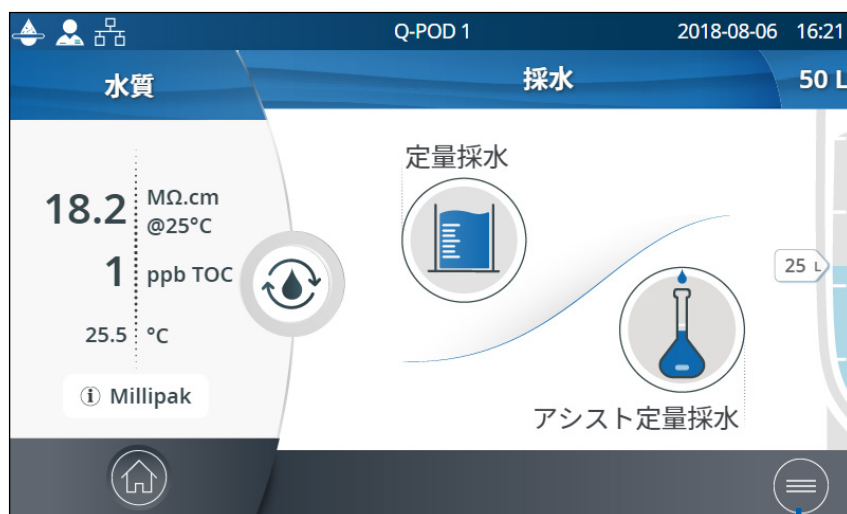 Q-POD 1
2018-08-06 16:21
水質
採水
50 L
18.2 MΩ.cm
@25°C
1 ppb TOC
25.5 °C
i Millipak
定量採水
アシスト定量採水
25 L